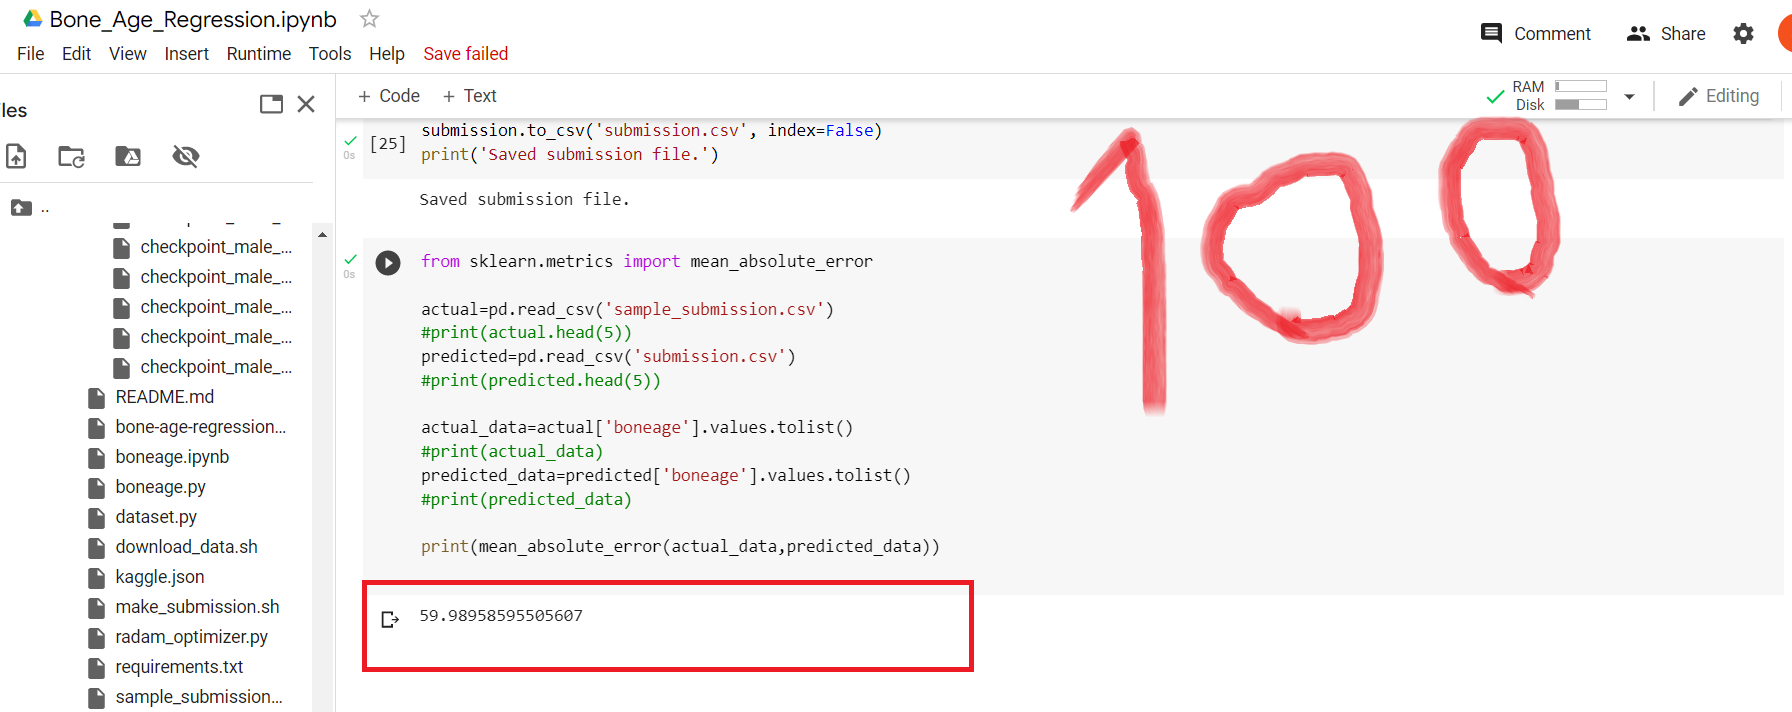 Bone_Age_Regression.ipynb
File Edit View Insert Runtime Tools Help Save failed
Comment Share
les
+ Code + Text
RAM
Disk
Editing
..
checkpoint_male_...
checkpoint_male_...
checkpoint_male_...
checkpoint_male_...
checkpoint_male_...
README.md
bone-age-regression...
boneage.ipynb
boneage.py
dataset.py
download_data.sh
kaggle.json
make_submission.sh
radam_optimizer.py
requirements.txt
sample_submission...
0s
[25]
submission.to_csv('submission.csv', index=False)
print('Saved submission file.')
Saved submission file.
0s
from sklearn.metrics import mean_absolute_error
actual=pd.read_csv('sample_submission.csv')
#print(actual.head(5))
predicted=pd.read_csv('submission.csv')
#print(predicted.head(5))
actual_data=actual['boneage'].values.tolist()
#print(actual_data)
predicted_data=predicted['boneage'].values.tolist()
#print(predicted_data)
print(mean_absolute_error(actual_data,predicted_data))
59.98958595505607
100